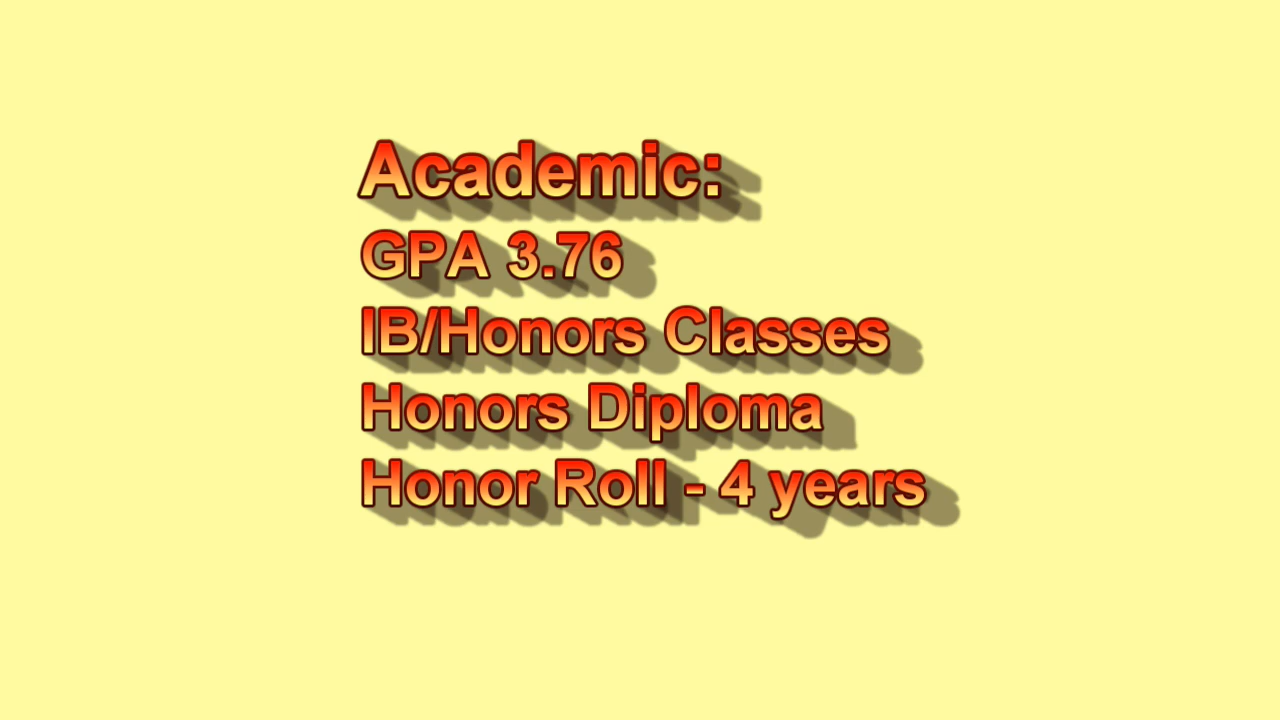 Academic:
GPA 3.76
IB/Honors Classes
Honors Diploma
Honor Roll - 4 years